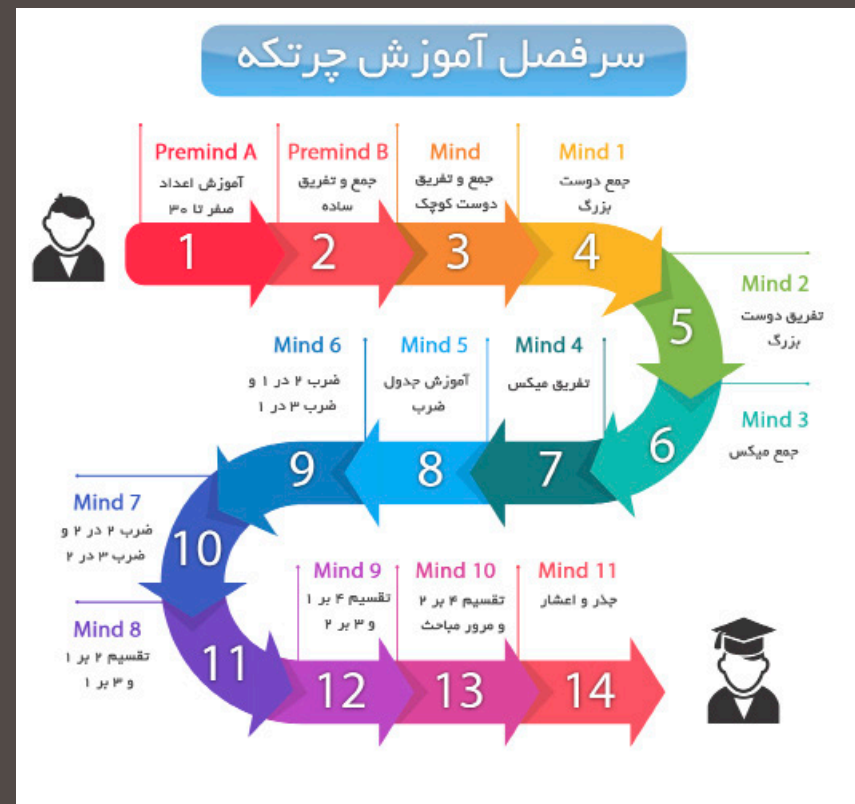 سرفصل آموزش چرتکه
Premind A
آموزش اعداد
صفر تا ۳۰
1
Premind B
جمع و تفریق
ساده
2
Mind
جمع و تفریق
دوست کوچک
3
Mind 1
جمع دوست
بزرگ
4
Mind 2
تفریق دوست
بزرگ
5
Mind 3
جمع میکس
6
Mind 4
تفریق میکس
7
Mind 5
آموزش جدول
ضرب
8
Mind 6
ضرب ۲ در ۱ و
ضرب ۳ در ۱
9
Mind 7
ضرب ۲ در ۲ و
ضرب ۳ در ۲
10
Mind 8
تقسیم ۲ بر ۱
و ۳ بر ۱
11
Mind 9
تقسیم ۴ بر ۱
و ۳ بر ۲
12
Mind 10
تقسیم ۴ بر ۲
و مرور مباحث
13
Mind 11
جذر و اعشار
14